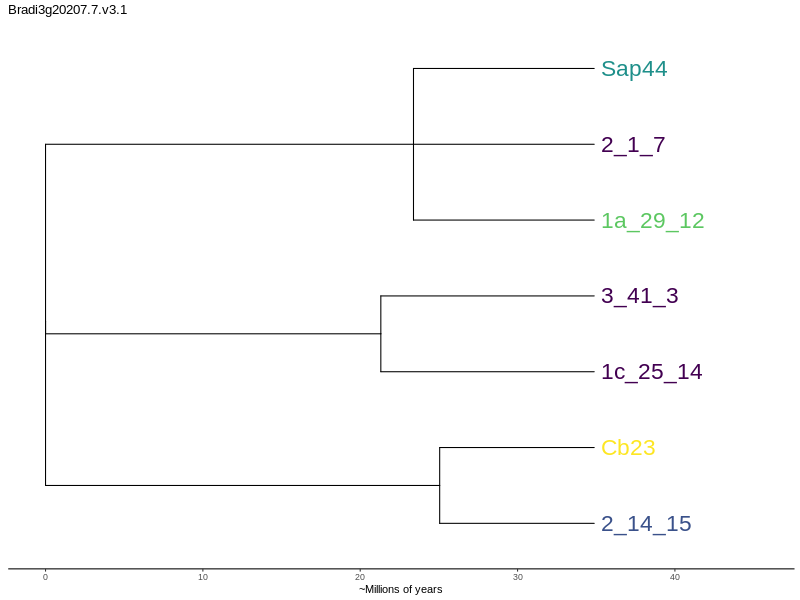 Bradi3g20207.7.v3.1
Sap44
2_1_7
1a_29_12
3_41_3
1c_25_14
Cb23
2_14_15
0 10 20 30 40
~Millions of years